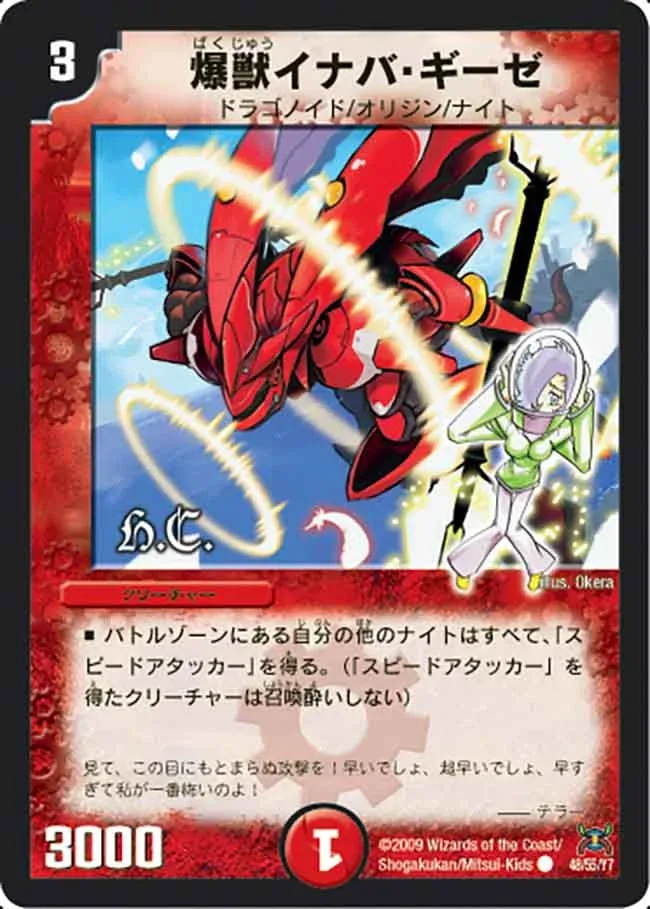 3
ばくじゅう
爆獣イナバ・ギーゼ
ドラゴノイド/オリジン/ナイト
H.C.
illus. Okera
クリーチャー
■ バトルゾーンにある自分の他のナイトはすべて、「ス
ピードアタッカー」を得る。（「スピードアタッカー」を
得たクリーチャーは召喚酔いしない）
見て、この目にもとまらぬ攻撃を！早いでしょ、超早いでしょ、早す
ぎて私が一番怖いのよ！
—— テラー
3000
1
©2009 Wizards of the Coast/
Shogakukan/Mitsui-Kids
48/55/Y7